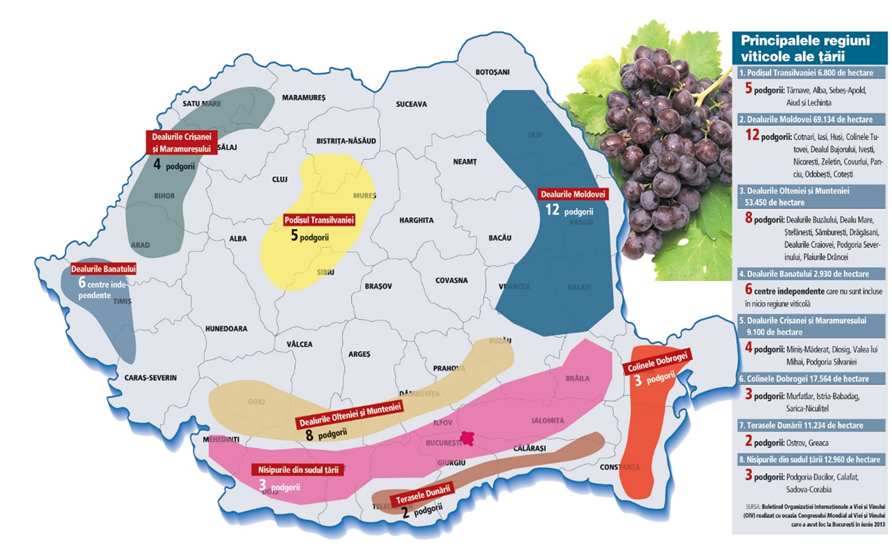 Principalele regiuni
viticole ale țării
1. Podișul Transilvaniei 6.800 de hectare
5 podgorii: Târnave, Alba, Sebeș-Apold,
Aiud și Lechința
2. Dealurile Moldovei 69.134 de hectare
12 podgorii: Cotnari, Iași, Huși, Colinele Tu-
tovei, Dealul Bujorului, Ivești,
Nicorești, Zeletin, Covurlui, Pan-
ciu, Odobești, Cotești
3. Dealurile Olteniei și Munteniei
53.450 de hectare
8 podgorii: Dealurile Buzăului, Dealu Mare,
Ștefănești, Sâmburești, Drăgășani,
Dealurile Craiovei, Podgoria Sever-
inului, Plaiurile Drâncei
4. Dealurile Banatului 2.930 de hectare
6 centre independente care nu sunt incluse
în nicio regiune viticolă
5. Dealurile Crișanei și Maramureșului
9.100 de hectare
4 podgorii: Miniș-Măderat, Diosig, Valea lui
Mihai, Podgoria Silvaniei
6. Colinele Dobrogei 17.564 de hectare
3 podgorii: Murfatlar, Istria-Babadag,
Sarica-Niculițel
7. Terasele Dunării 11.234 de hectare
2 podgorii: Ostrov, Greaca
8. Nisipurile din sudul țării 12.960 de hectare
3 podgorii: Podgoria Dacilor, Calafat,
Sadova-Corabia
SURSA: Buletinul Organizației Internationale a Viei și Vinului
(OIV) realizat cu ocazia Congresului Mondial al Viei și Vinului
care a avut loc la București în iunie 2013
BOTOȘANI
SATU MARE
MARAMUREȘ
SUCEAVA
Dealurile Crișanei
și Maramureșului
4 podgorii
SĂLAJ
BISTRIȚA-NĂSĂUD
IAȘI
NEAMȚ
CLUJ
BIHOR
MUREȘ
Dealurile Moldovei
12 podgorii
VASLUI
Podișul Transilvaniei
5 podgorii
HARGHITA
ARAD
ALBA
BACĂU
Dealurile Banatului
6 centre inde-
pendente
TIMIȘ
SIBIU
BRAȘOV
COVASNA
VRANCEA
GALAȚI
HUNEDOARA
VÂLCEA
ARGEȘ
BUZĂU
CARAȘ-SEVERIN
PRAHOVA
Colinele Dobrogei
3 podgorii
BRĂILA
GORJ
DÂMBOVIȚA
Dealurile Olteniei și Munteniei
8 podgorii
ILFOV
IALOMIȚA
MEHEDINȚI
BUCUREȘTI
CĂLĂRAȘI
GIURGIU
CONSTANȚA
Nisipurile din sudul țării
3 podgorii
DOLJ
Terasele Dunării
2 podgorii